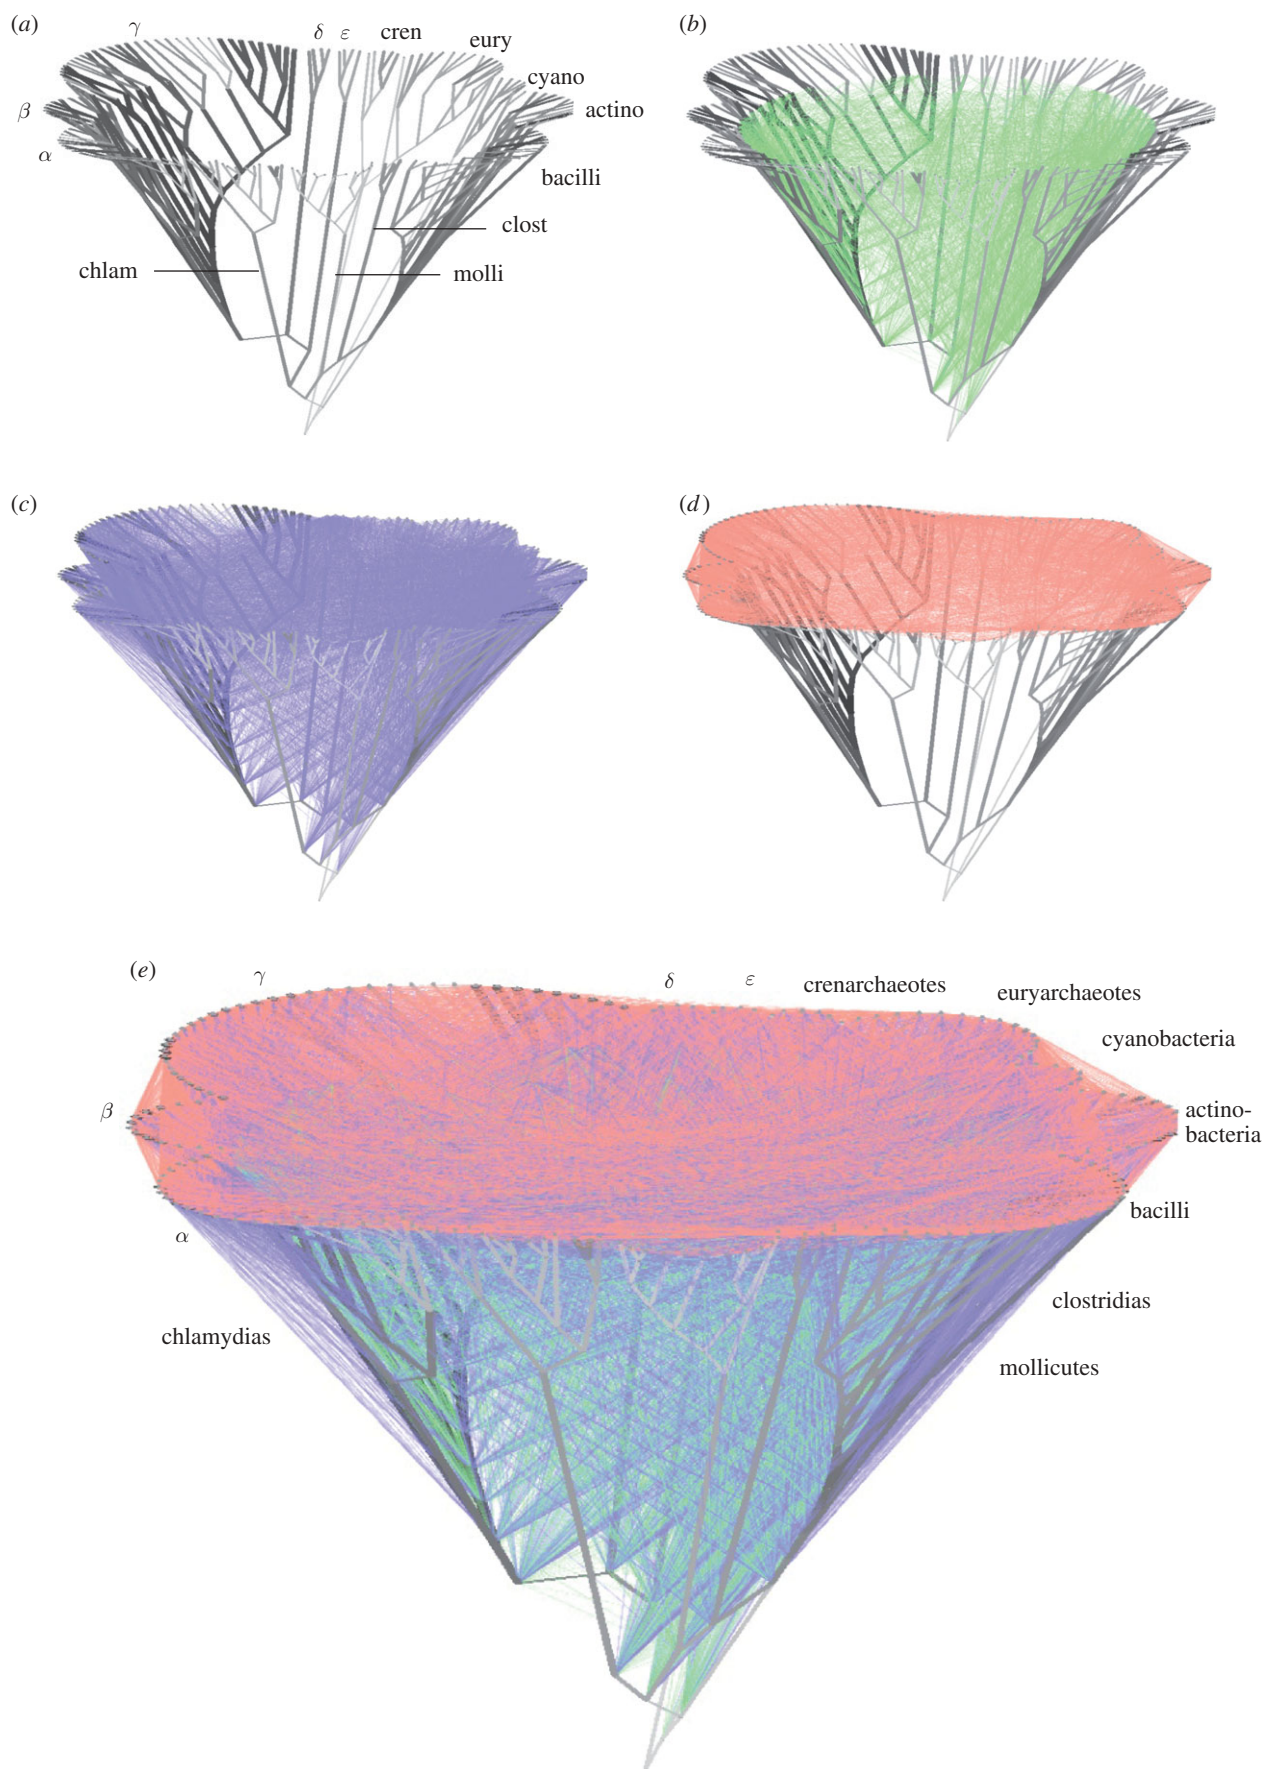 (a)
γ
δ
ε
cren
eury
cyano
β
actino
α
bacilli
clost
chlam
molli
(b)
(c)
(d)
(e)
γ
δ
ε
crenarchaeotes
euryarchaeotes
cyanobacteria
β
actino-
bacteria
bacilli
α
clostridias
chlamydias
mollicutes